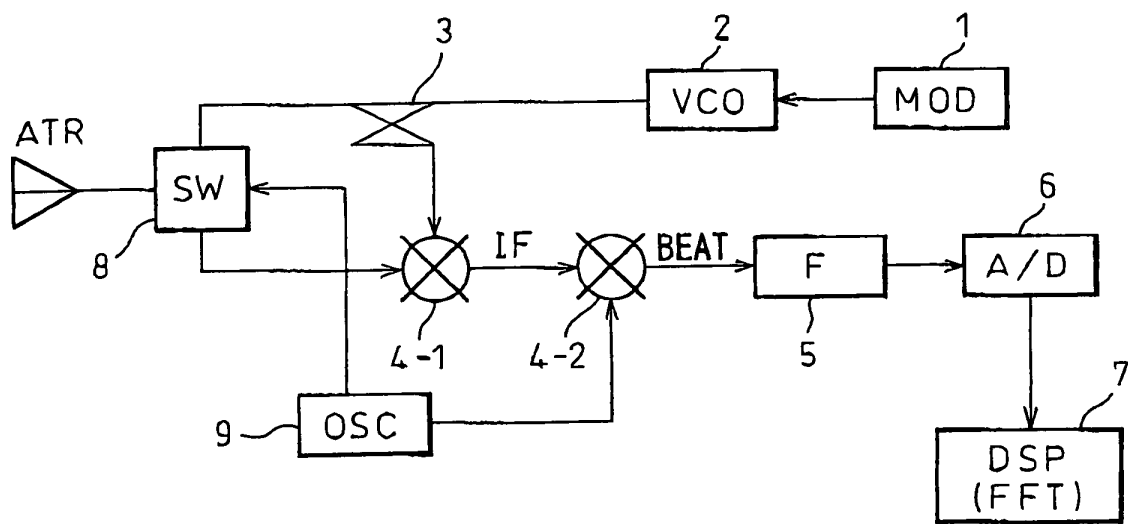 3
2
1
VCO
MOD
ATR
SW
8
IF
BEAT
F
6
A/D
4-1
4-2
5
9
OSC
7
DSP
(FFT)